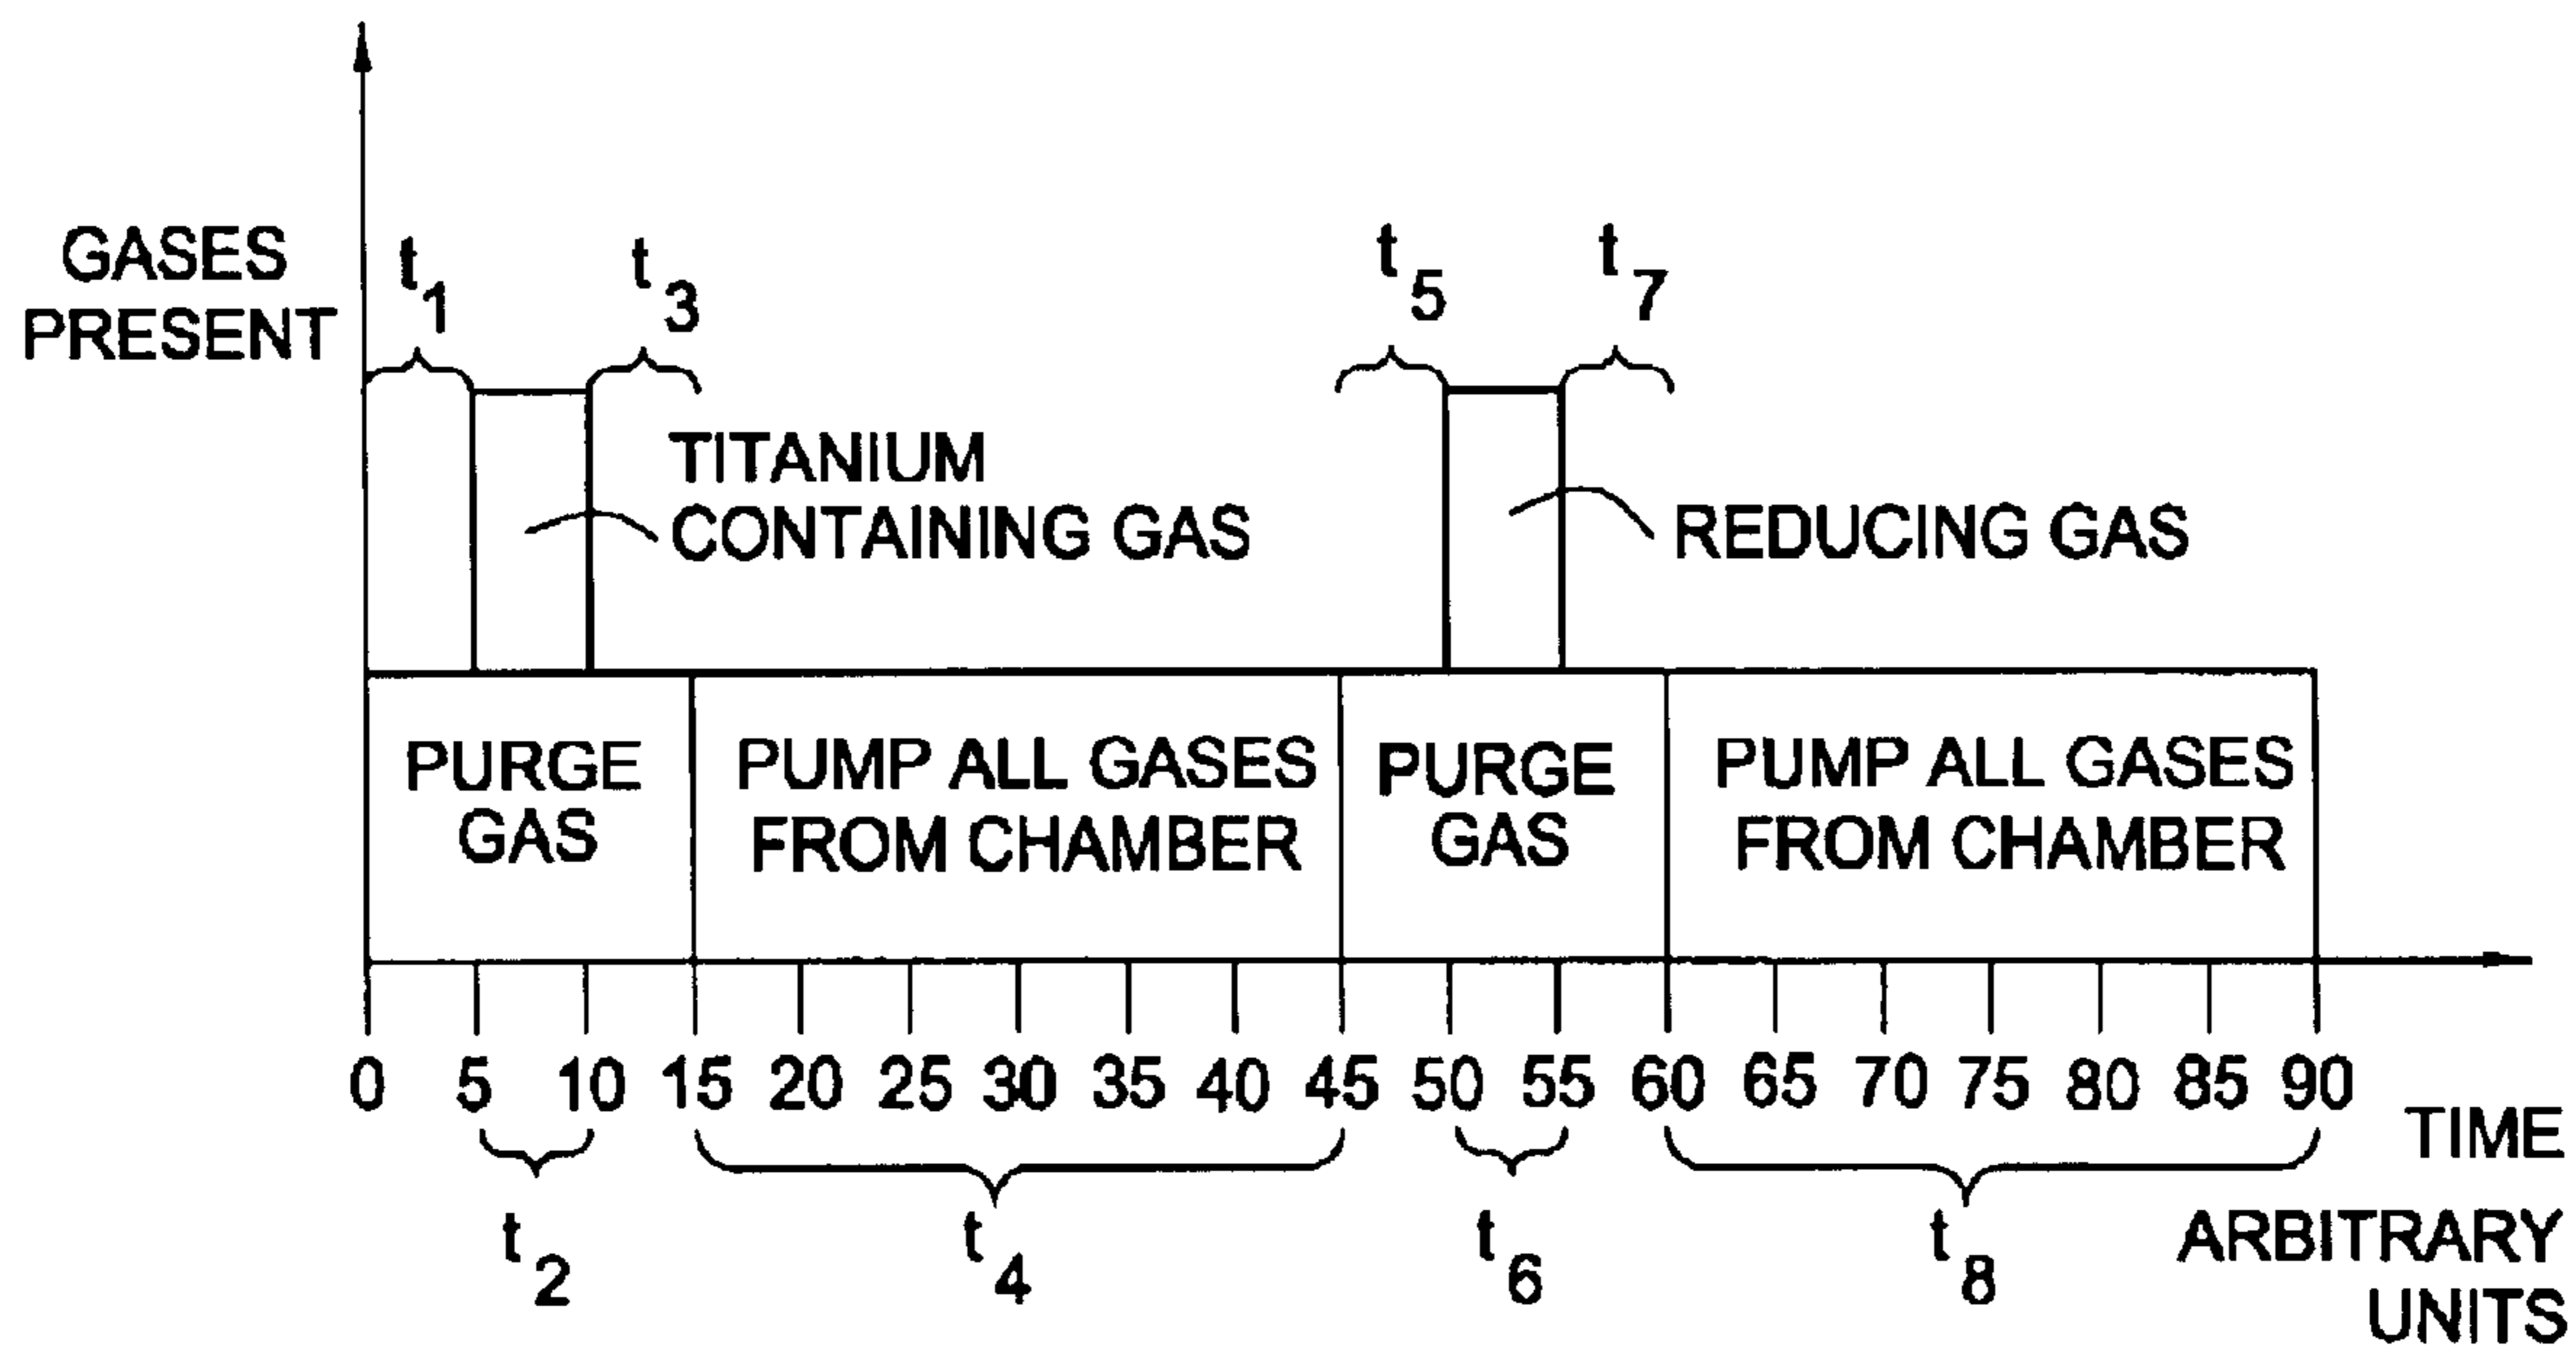 GASES
PRESENT
t1
t3
t5
t7
TITANIUM
CONTAINING GAS
REDUCING GAS
PURGE
GAS
PUMP ALL GASES
FROM CHAMBER
PURGE
GAS
PUMP ALL GASES
FROM CHAMBER
0 5 10 15 20 25 30 35 40 45 50 55 60 65 70 75 80 85 90
TIME
ARBITRARY
UNITS
t2
t4
t6
t8